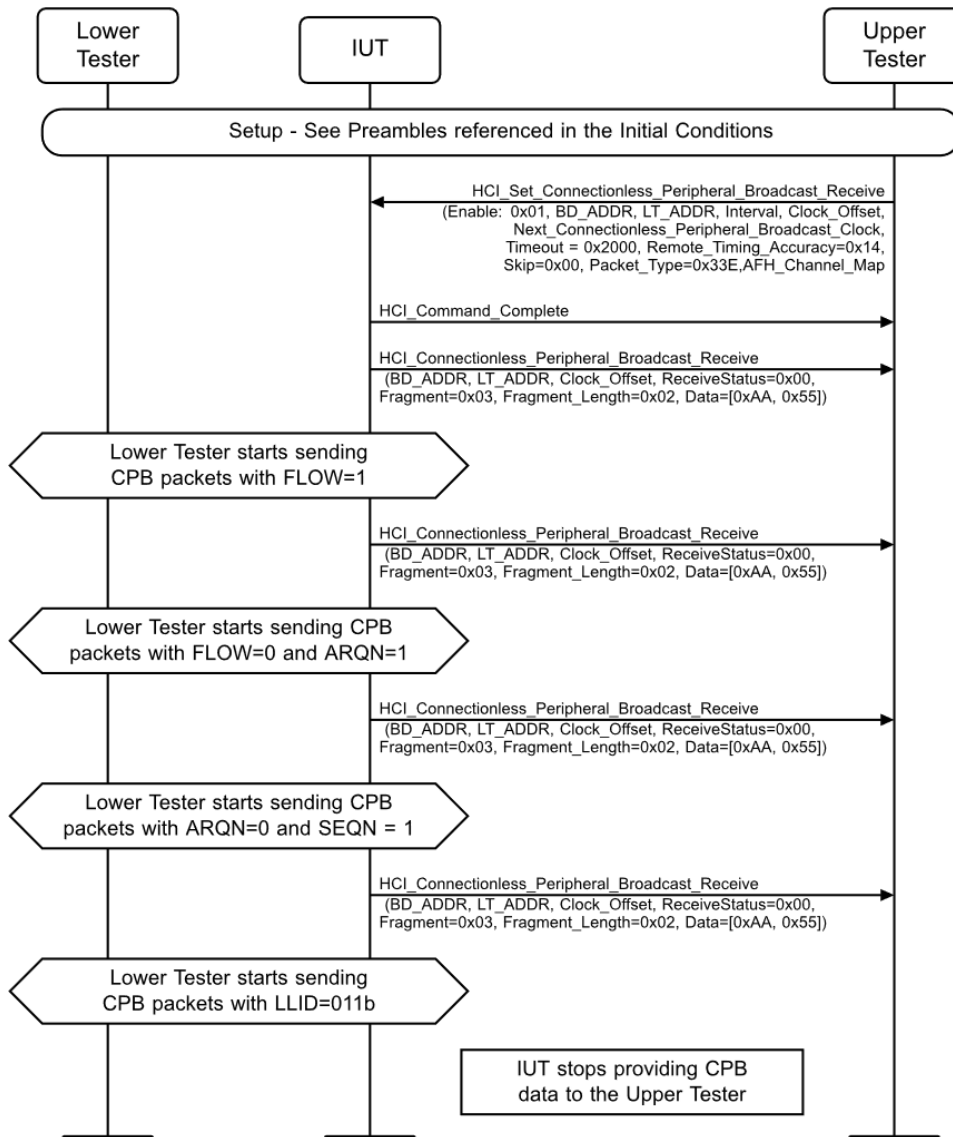 Lower
Tester
IUT
Upper
Tester
Setup - See Preambles referenced in the Initial Conditions
HCI_Set_Connectionless_Peripheral_Broadcast_Receive
(Enable: 0x01, BD_ADDR, LT_ADDR, Interval, Clock_Offset,
Next_Connectionless_Peripheral_Broadcast_Clock,
Timeout = 0x2000, Remote_Timing_Accuracy=0x14,
Skip=0x00, Packet_Type=0x33E,AFH_Channel_Map
HCI_Command_Complete
HCI_Connectionless_Peripheral_Broadcast_Receive
(BD_ADDR, LT_ADDR, Clock_Offset, ReceiveStatus=0x00,
Fragment=0x03, Fragment_Length=0x02, Data=[0xAA, 0x55])
Lower Tester starts sending
CPB packets with FLOW=1
HCI_Connectionless_Peripheral_Broadcast_Receive
(BD_ADDR, LT_ADDR, Clock_Offset, ReceiveStatus=0x00,
Fragment=0x03, Fragment_Length=0x02, Data=[0xAA, 0x55])
Lower Tester starts sending CPB
packets with FLOW=0 and ARQN=1
HCI_Connectionless_Peripheral_Broadcast_Receive
(BD_ADDR, LT_ADDR, Clock_Offset, ReceiveStatus=0x00,
Fragment=0x03, Fragment_Length=0x02, Data=[0xAA, 0x55])
Lower Tester starts sending CPB
packets with ARQN=0 and SEQN = 1
HCI_Connectionless_Peripheral_Broadcast_Receive
(BD_ADDR, LT_ADDR, Clock_Offset, ReceiveStatus=0x00,
Fragment=0x03, Fragment_Length=0x02, Data=[0xAA, 0x55])
Lower Tester starts sending
CPB packets with LLID=011b
IUT stops providing CPB
data to the Upper Tester